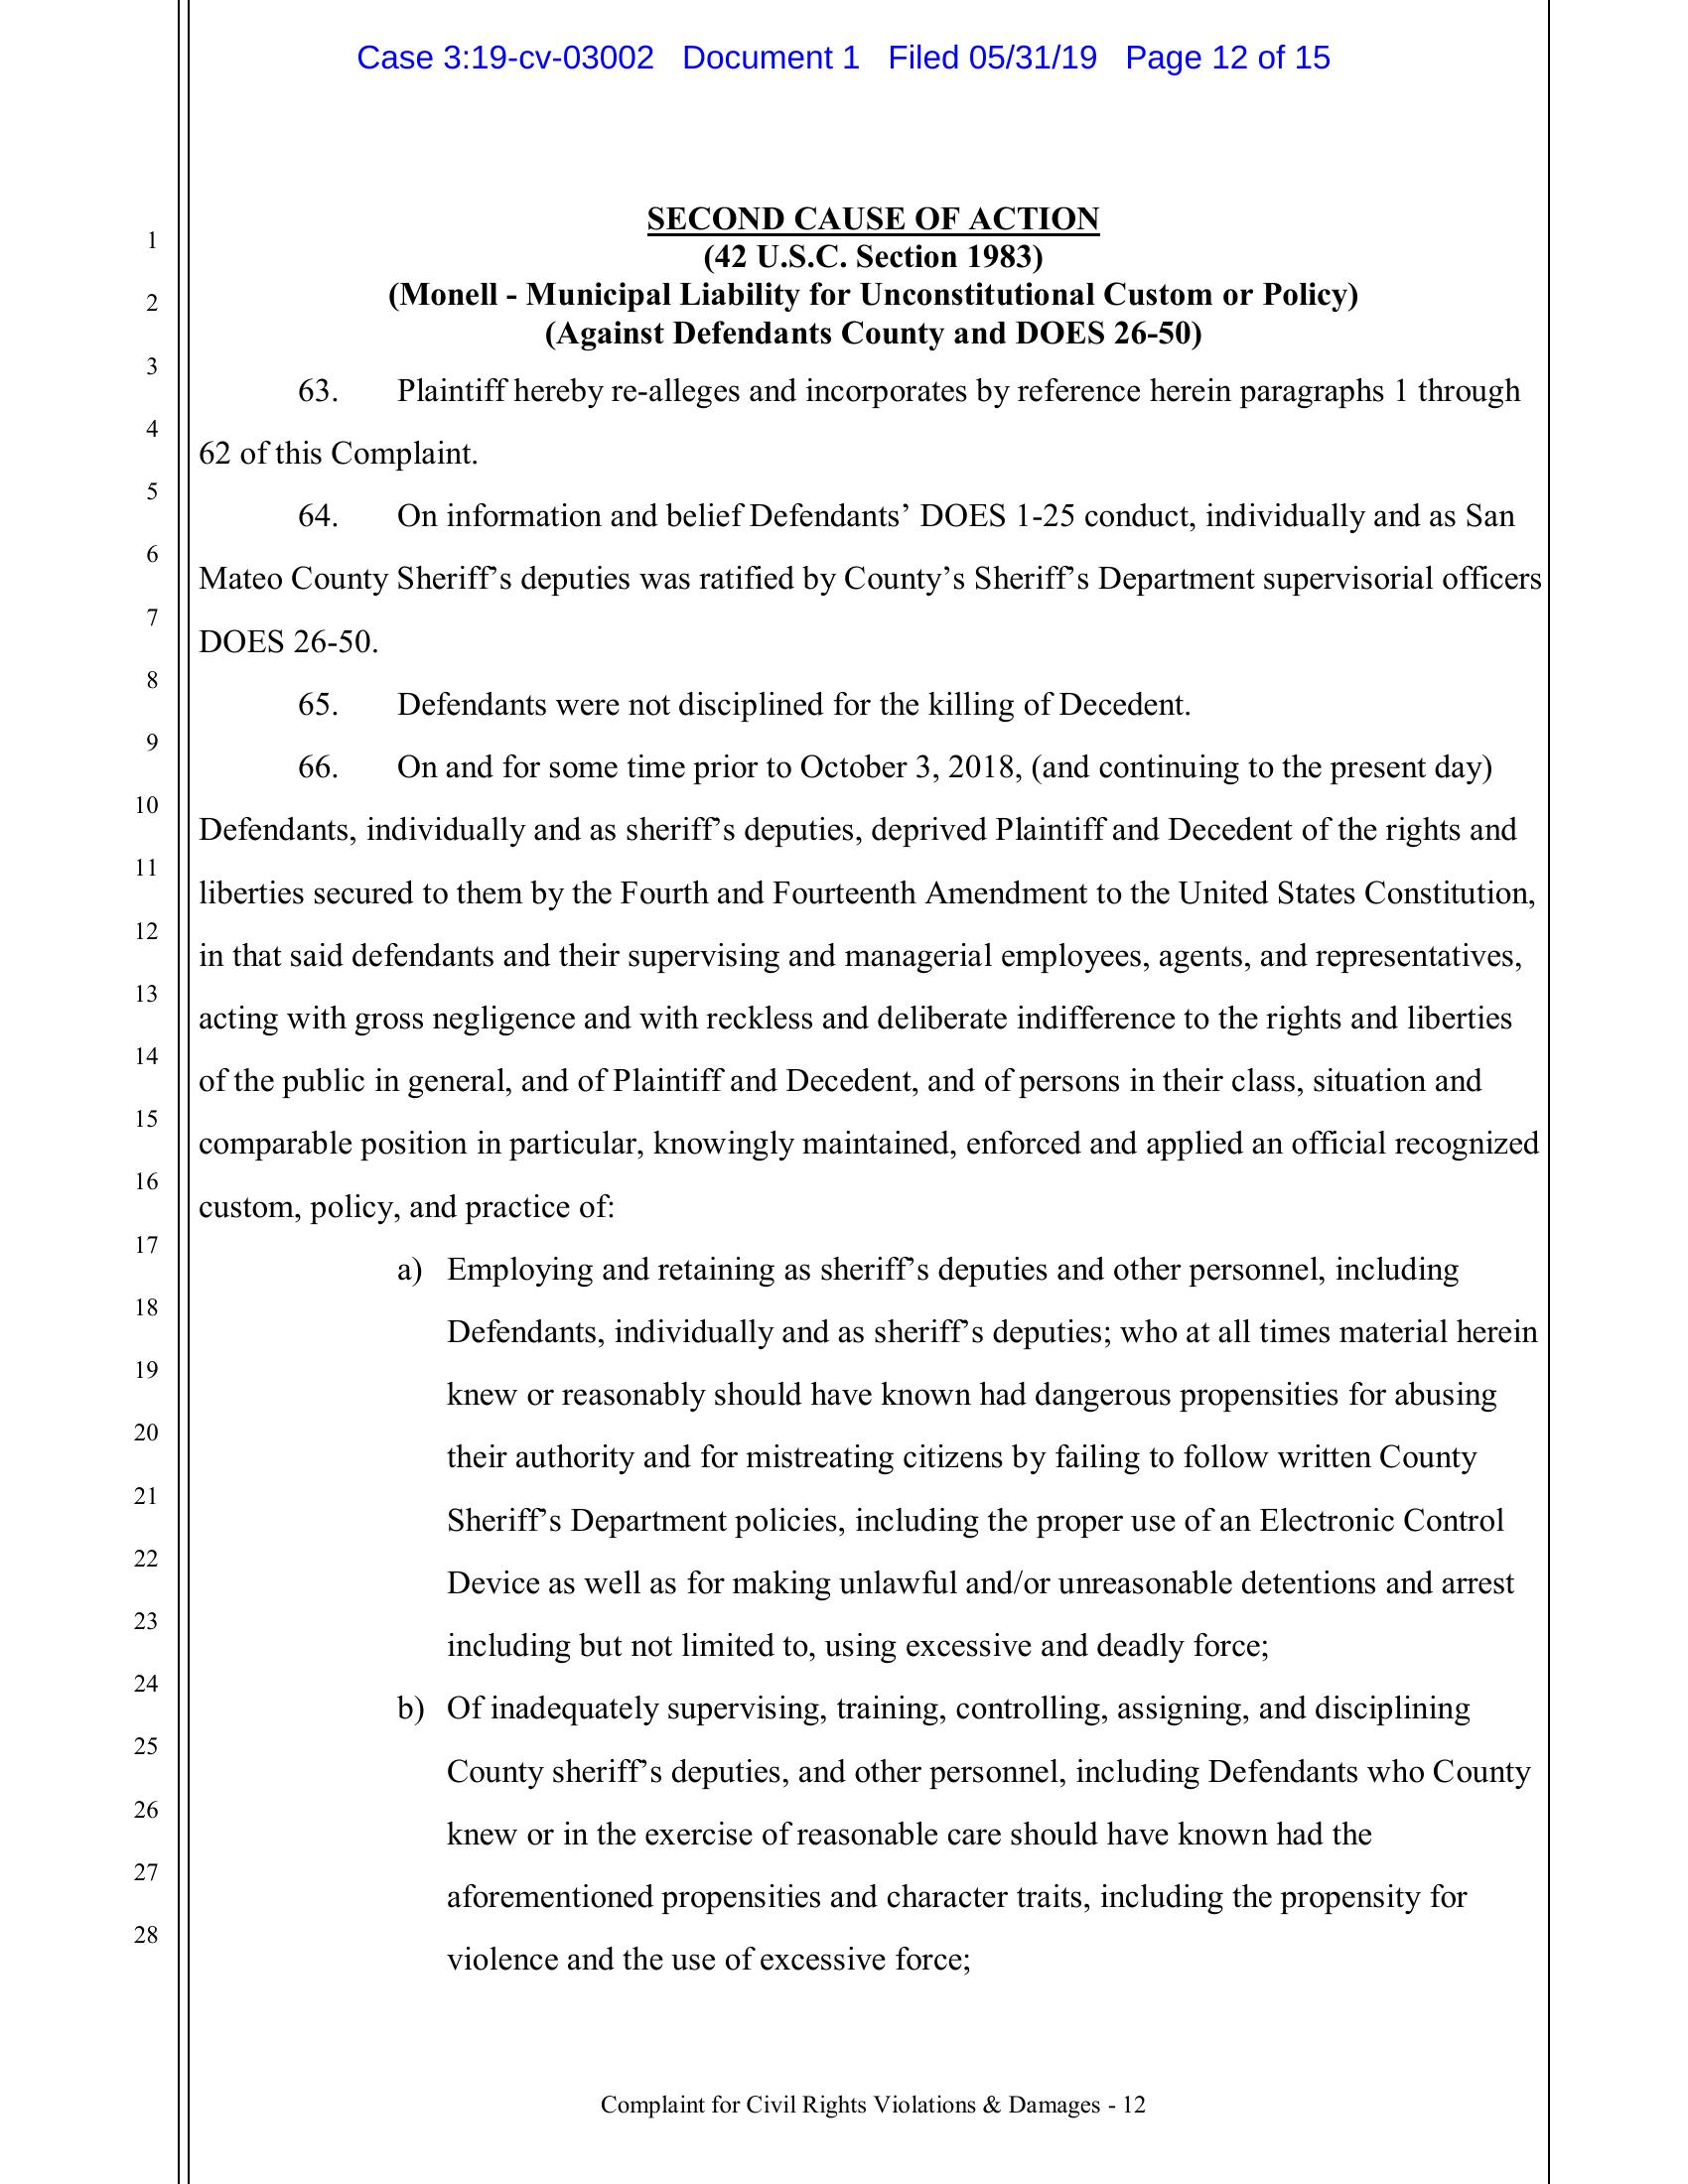 Case 3:19-cv-03002 Document 1 Filed 05/31/19 Page 12 of 15
SECOND CAUSE OF ACTION
1
(42 U.S.C. Section 1983)
2
(Monell - Municipal Liability for Unconstitutional Custom or Policy)
(Against Defendants County and DOES 26-50)
3
63. Plaintiff hereby re-alleges and incorporates by reference herein paragraphs 1 through
4
62 of this Complaint.
5
64. On information and belief Defendants’ DOES 1-25 conduct, individually and as San
6
Mateo County Sheriff’s deputies was ratified by County’s Sheriff’s Department supervisorial officers
7
DOES 26-50.
8
65. Defendants were not disciplined for the killing of Decedent.
9
66. On and for some time prior to October 3, 2018, (and continuing to the present day)
10
Defendants, individually and as sheriff’s deputies, deprived Plaintiff and Decedent of the rights and
11
liberties secured to them by the Fourth and Fourteenth Amendment to the United States Constitution,
12
in that said defendants and their supervising and managerial employees, agents, and representatives,
13
acting with gross negligence and with reckless and deliberate indifference to the rights and liberties
14
of the public in general, and of Plaintiff and Decedent, and of persons in their class, situation and
15
comparable position in particular, knowingly maintained, enforced and applied an official recognized
16
custom, policy, and practice of:
17
a) Employing and retaining as sheriff’s deputies and other personnel, including
18
Defendants, individually and as sheriff’s deputies; who at all times material herein
19
knew or reasonably should have known had dangerous propensities for abusing
20
their authority and for mistreating citizens by failing to follow written County
21
Sheriff’s Department policies, including the proper use of an Electronic Control
22
Device as well as for making unlawful and/or unreasonable detentions and arrest
23
including but not limited to, using excessive and deadly force;
24
b) Of inadequately supervising, training, controlling, assigning, and disciplining
25
County sheriff’s deputies, and other personnel, including Defendants who County
26
knew or in the exercise of reasonable care should have known had the
27
aforementioned propensities and character traits, including the propensity for
28
violence and the use of excessive force;
Complaint for Civil Rights Violations & Damages - 12